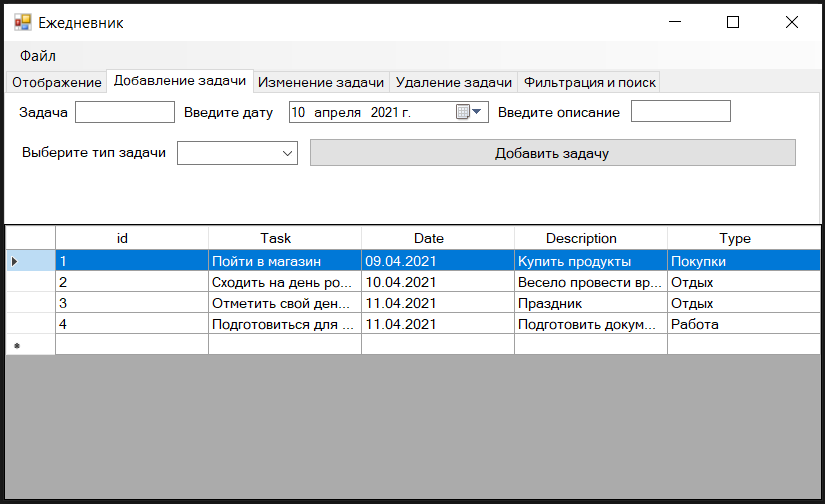 Ежедневник
Файл
Отображение Добавление задачи Изменение задачи Удаление задачи Фильтрация и поиск
Задача Введите дату 10 апреля 2021 г. Введите описание
Выберите тип задачи Добавить задачу
id Task Date Description Type
1 Пойти в магазин 09.04.2021 Купить продукты Покупки
2 Сходить на день ро... 10.04.2021 Весело провести вр... Отдых
3 Отметить свой ден... 11.04.2021 Праздник Отдых
4 Подготовиться для ... 11.04.2021 Подготовить докум... Работа